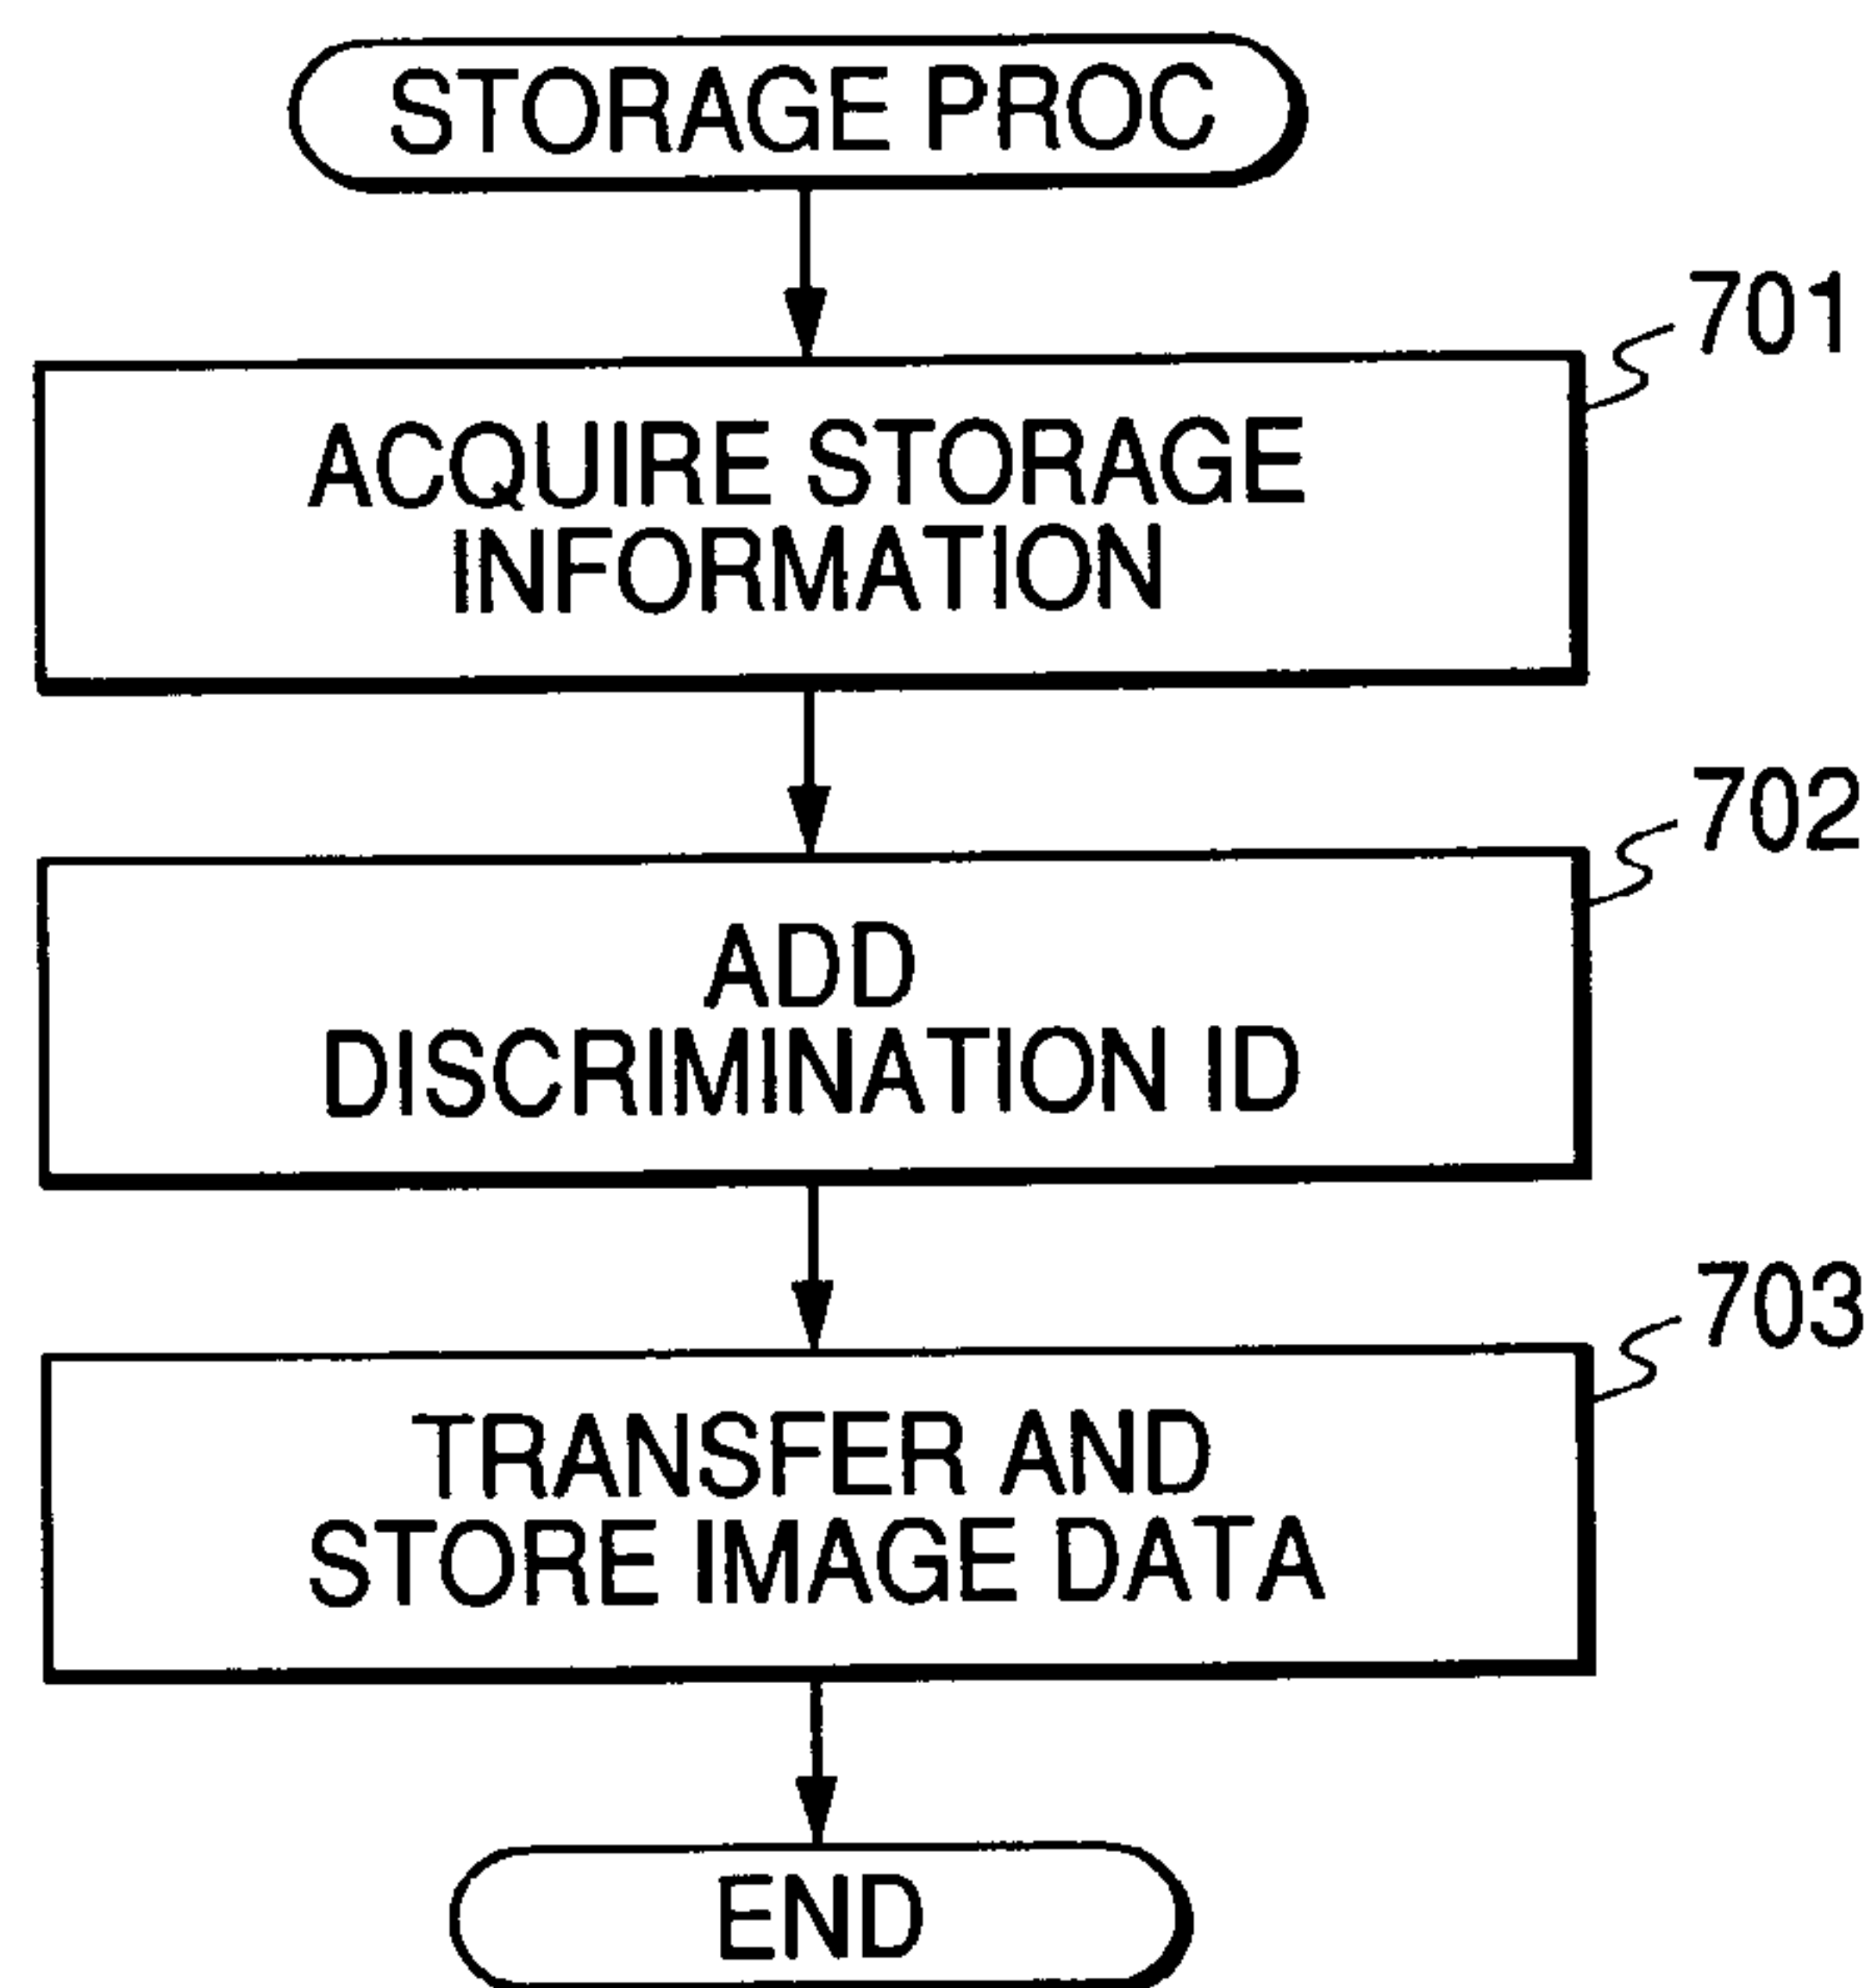 STORAGE PROC
701
ACQUIRE STORAGE
INFORMATION
702
ADD
DISCRIMINATION ID
703
TRANSFER AND
STORE IMAGE DATA
END